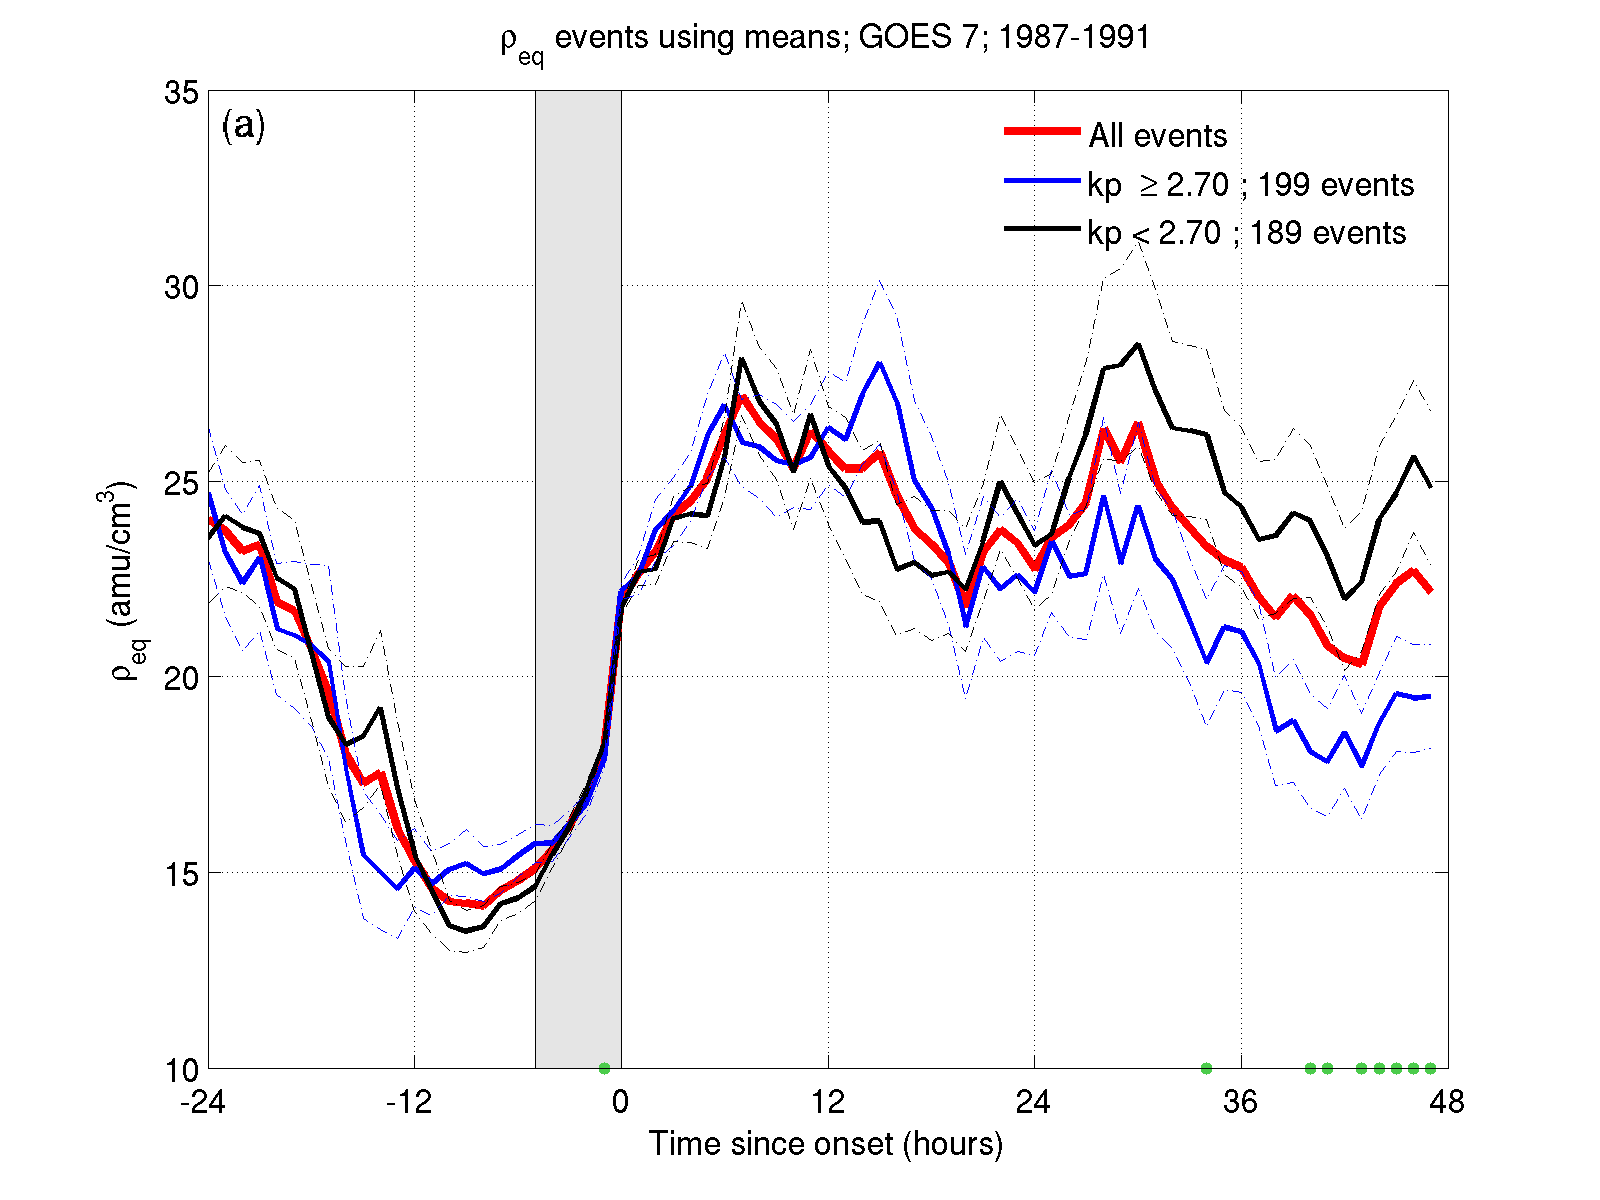 ρeq events using means; GOES 7; 1987-1991
(a)
All events
kp ≥ 2.70 ; 199 events
kp < 2.70 ; 189 events
ρeq (amu/cm3)
35
30
25
20
15
10
-24 -12 0 12 24 36 48
Time since onset (hours)